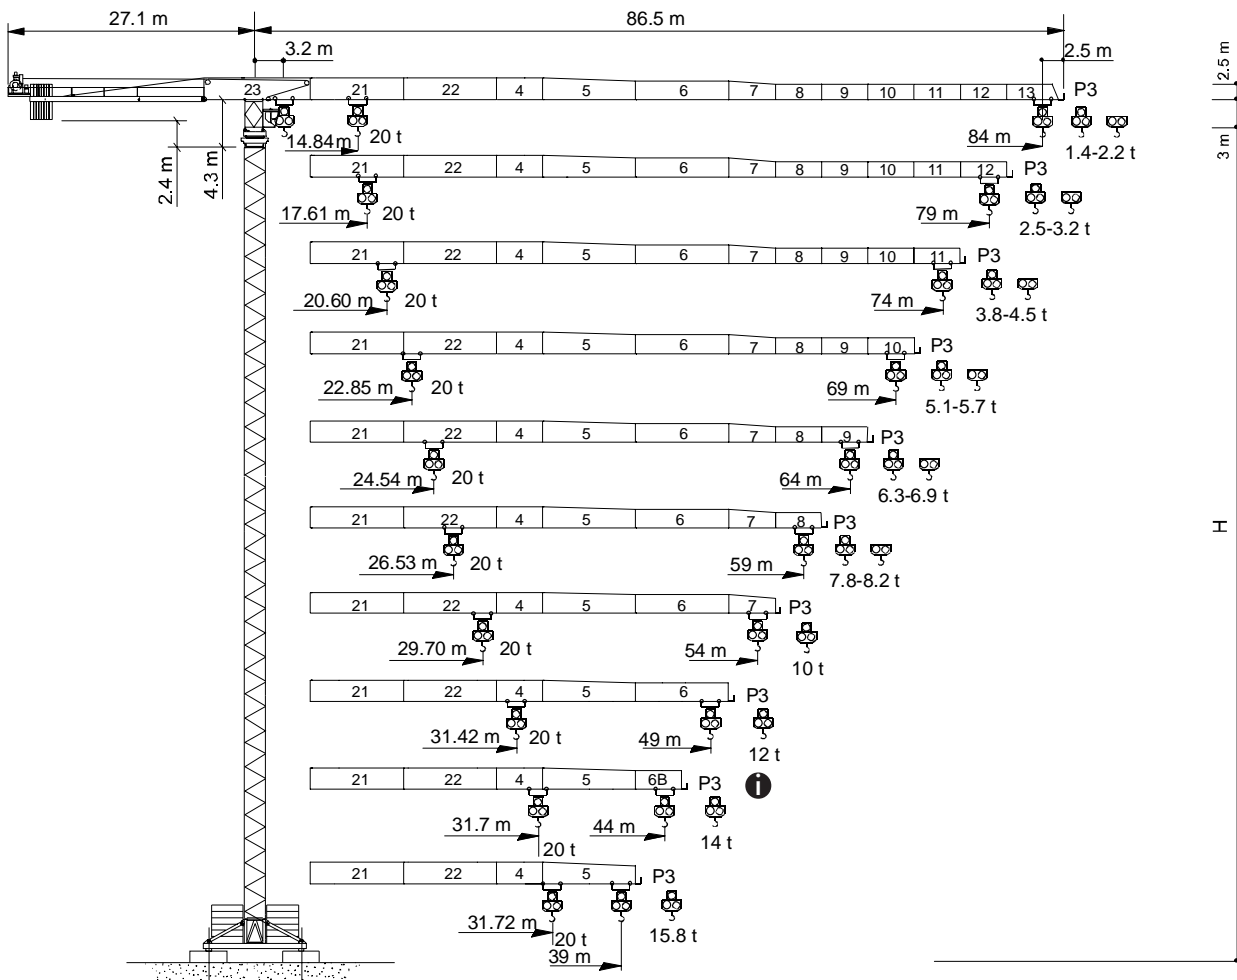 27.1 m
86.5 m
3.2 m
2.5 m
2.5 m
23
21 22 4 5 6 7 8 9 10 11 12 13 P3
14.84m 20 t
84 m
1.4-2.2 t
3 m
2.4 m
4.3 m
21 22 4 5 6 7 8 9 10 11 12 P3
17.61 m 20 t
79 m
2.5-3.2 t
21 22 4 5 6 7 8 9 10 11 P3
20.60 m 20 t
74 m
3.8-4.5 t
21 22 4 5 6 7 8 9 10 P3
22.85 m 20 t
69 m
5.1-5.7 t
21 22 4 5 6 7 8 9 P3
24.54 m 20 t
64 m
6.3-6.9 t
21 22 4 5 6 7 8 P3
H
26.53 m 20 t
59 m
7.8-8.2 t
21 22 4 5 6 7 P3
29.70 m 20 t
54 m
10 t
21 22 4 5 6 P3
31.42 m 20 t
49 m
12 t
21 22 4 5 6B P3 i
31.7 m
20 t
44 m
14 t
21 22 4 5 P3
31.72 m
20 t
39 m
15.8 t